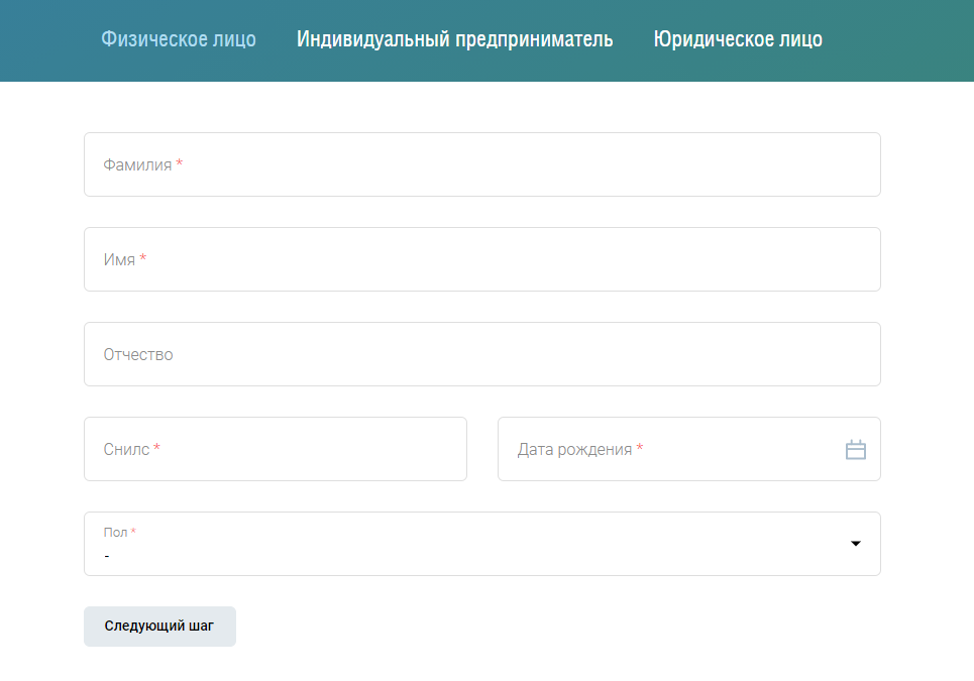 Физическое лицо Индивидуальный предприниматель Юридическое лицо
Фамилия *
Имя *
Отчество
Снилс * Дата рождения *
Пол *
-
Следующий шаг